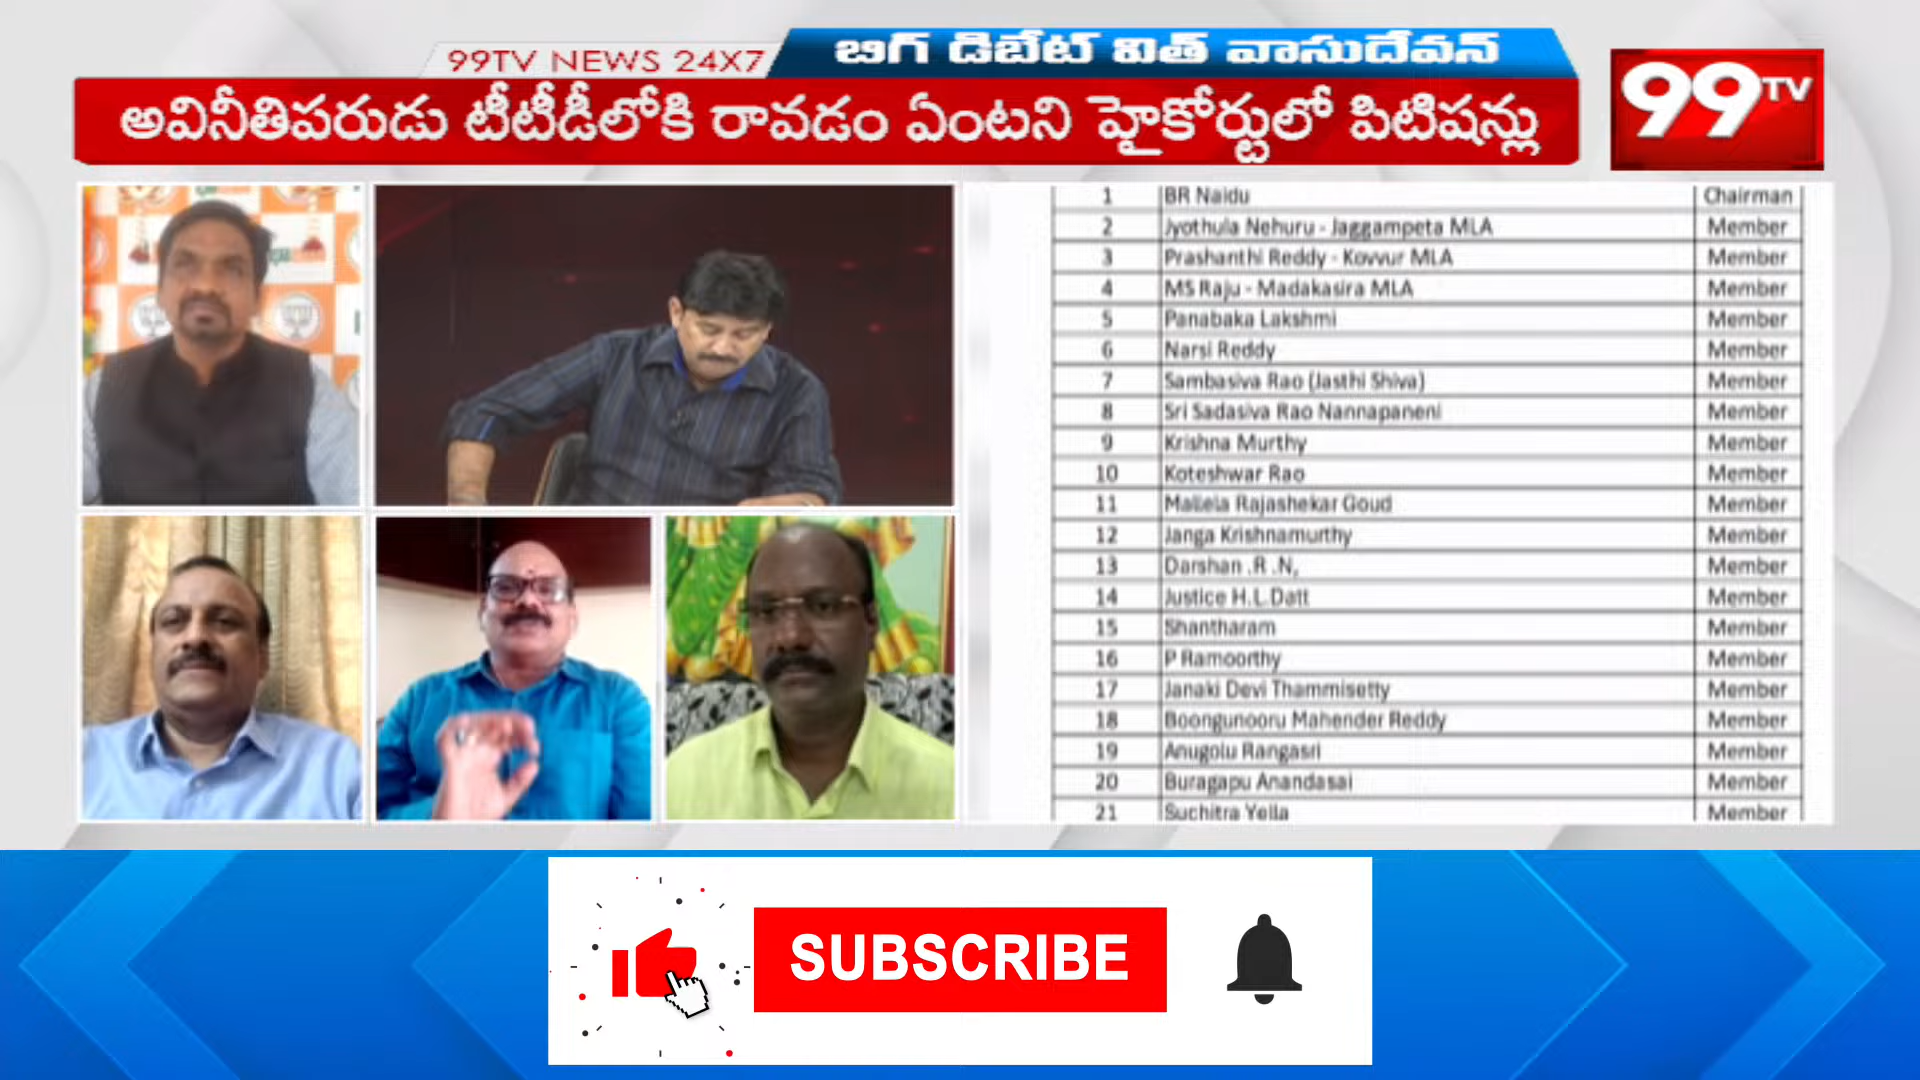 బిగ్ డిబేట్ విత్ వాసుదేవన్
99TV NEWS 24X7
99TV
అవినీతిపరుడు టీటీడీలోకి రావడం ఏంటని హైకోర్టులో పిటిషన్లు
1 BR Naidu Chairman
2 Jyothula Nehuru - Jaggampeta MLA Member
3 Prashanthi Reddy - Kovvur MLA Member
4 MS Raju - Madakasira MLA Member
5 Panabaka Lakshmi Member
6 Narsi Reddy Member
7 Sambasiva Rao (Jasthi Shiva) Member
8 Sri Sadasiva Rao Nannapaneni Member
9 Krishna Murthy Member
10 Koteshwar Rao Member
11 Mallela Rajashekar Goud Member
12 Janga Krishnamurthy Member
13 Darshan .R .N, Member
14 Justice H.L.Datt Member
15 Shantharam Member
16 P Ramoorthy Member
17 Janaki Devi Thammisetty Member
18 Boongunooru Mahender Reddy Member
19 Anugolu Rangasri Member
20 Buragapu Anandasai Member
21 Suchitra Yella Member
SUBSCRIBE